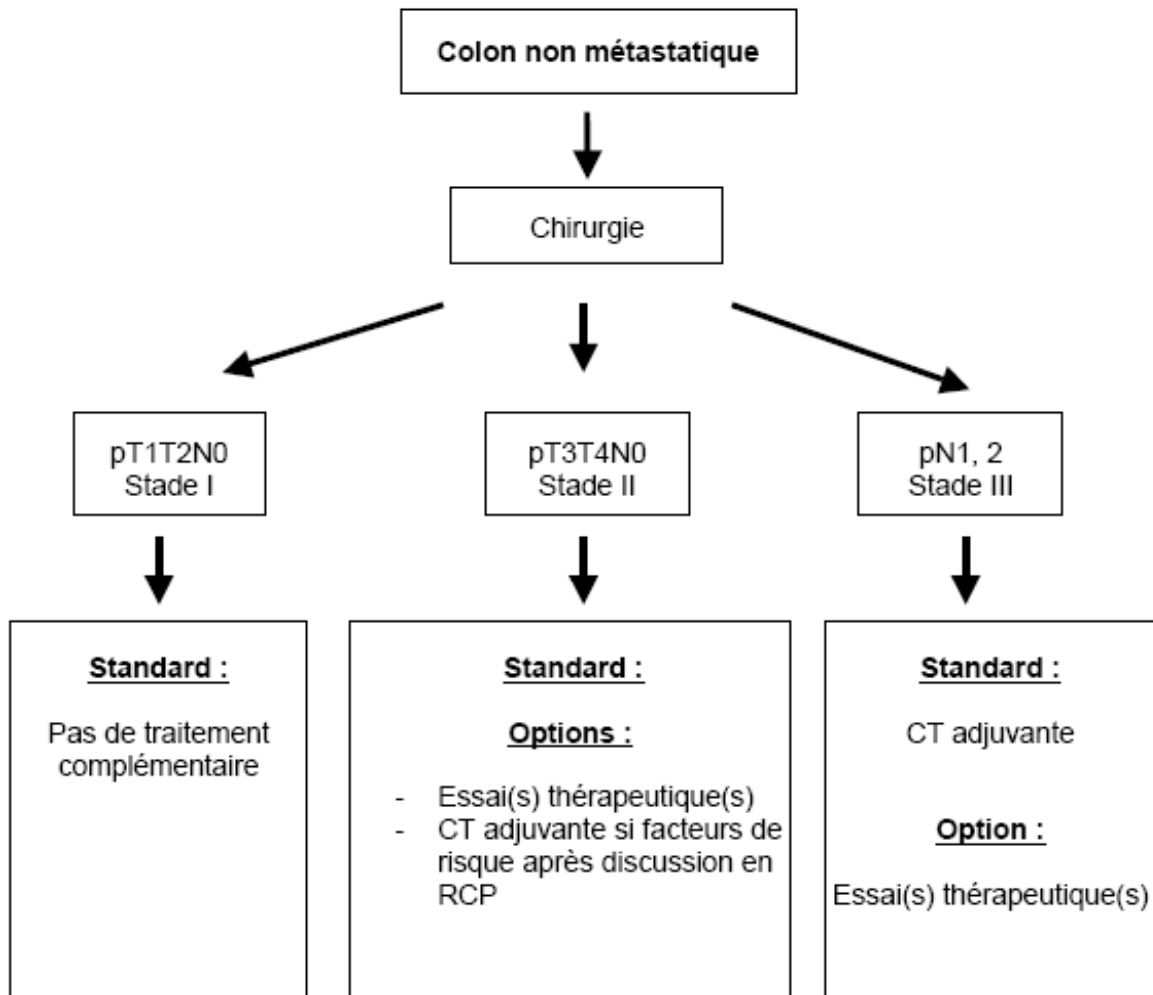 Colon non métastatique
Chirurgie
pT1T2N0
Stade I
pT3T4N0
Stade II
pN1, 2
Stade III
Standard :
Pas de traitement
complémentaire
Standard :
Options :
- Essai(s) thérapeutique(s)
- CT adjuvante si facteurs de
risque après discussion en
RCP
Standard :
CT adjuvante
Option :
Essai(s) thérapeutique(s)